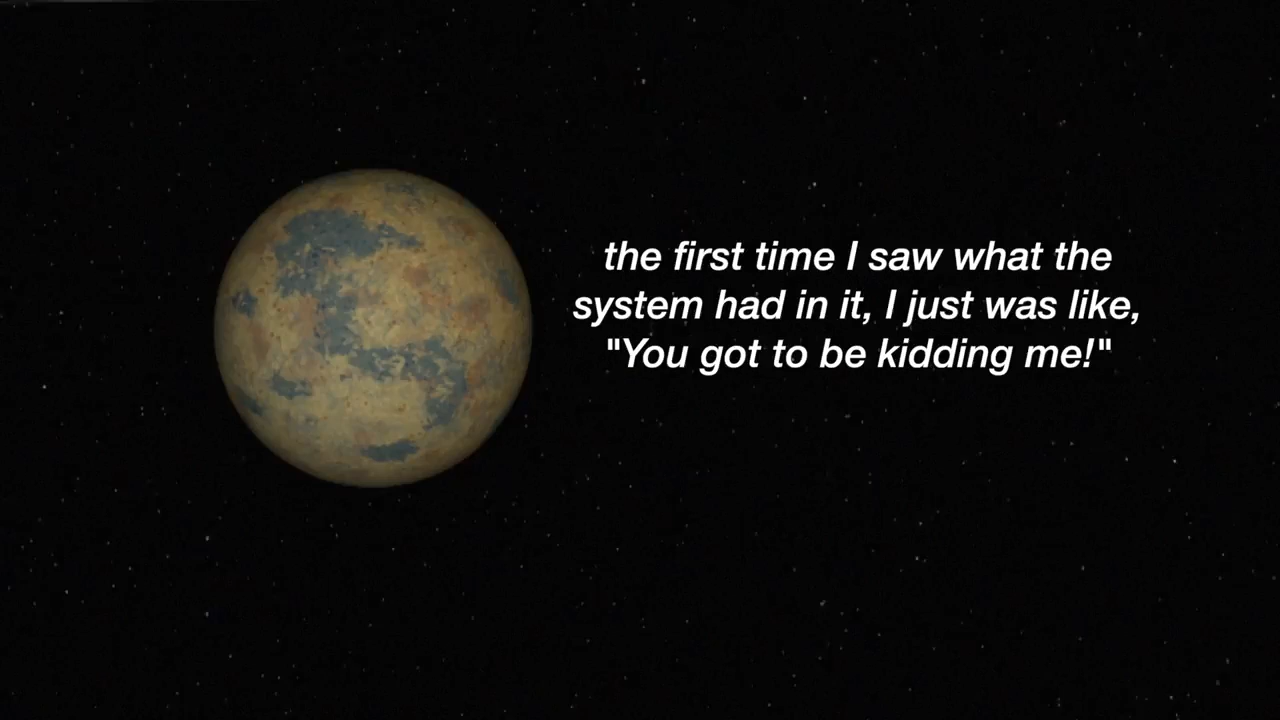 the first time I saw what the
system had in it, I just was like,
"You got to be kidding me!"